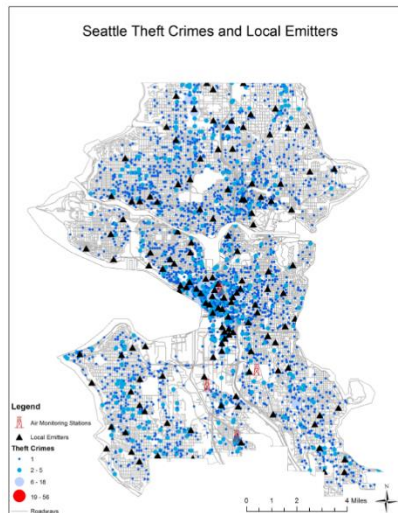 Seattle Theft Crimes and Local Emitters
Legend
Air Monitoring Stations
Local Emitters
Theft Crimes
1
2 - 5
6 - 18
19 - 56
Roadways
0 1 2 4 Miles
N